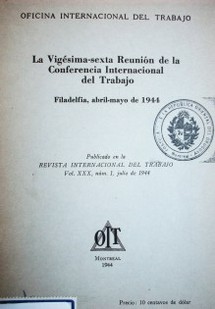 OFICINA INTERNACIONAL DEL TRABAJO
La Vigésima-sexta Reunión de la
Conferencia Internacional
del Trabajo
Filadelfia, abril-mayo de 1944
Publicado en la
REVISTA INTERNACIONAL DEL TRABAJO
Vol. XXX, núm. 1, julio de 1944
OIT
MONTREAL
1944
Precio: 10 centavos de dólar